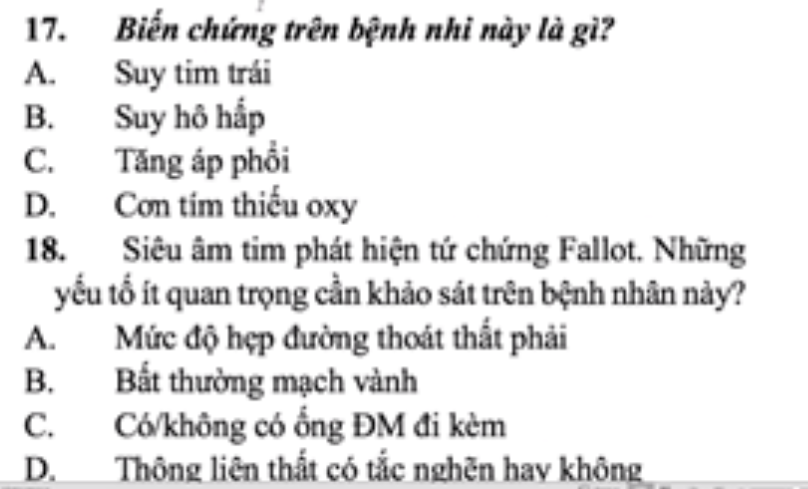 17. Biến chứng trên bệnh nhi này là gì?
A. Suy tim trái
B. Suy hô hấp
C. Tăng áp phổi
D. Cơn tím thiếu oxy
18. Siêu âm tim phát hiện tứ chứng Fallot. Những
yếu tố ít quan trọng cần khảo sát trên bệnh nhân này?
A. Mức độ hẹp đường thoát thất phải
B. Bất thường mạch vành
C. Có/không có ống ĐM đi kèm
D. Thông liên thất có tắc nghẽn hay không